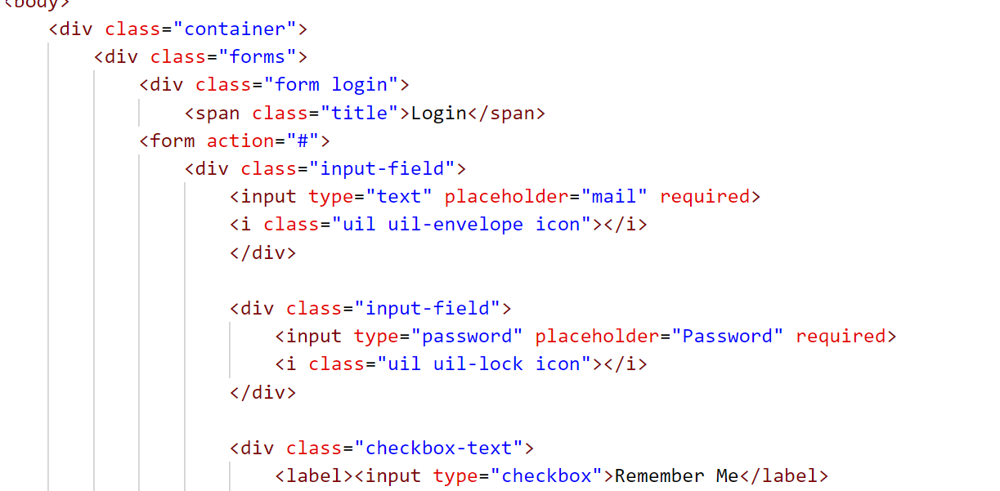 <body>
<div class="container">
<div class="forms">
<div class="form login">
<span class="title">Login</span>
<form action="#">
<div class="input-field">
<input type="text" placeholder="mail" required>
<i class="uil uil-envelope icon"></i>
</div>
<div class="input-field">
<input type="password" placeholder="Password" required>
<i class="uil uil-lock icon"></i>
</div>
<div class="checkbox-text">
<label><input type="checkbox">Remember Me</label>